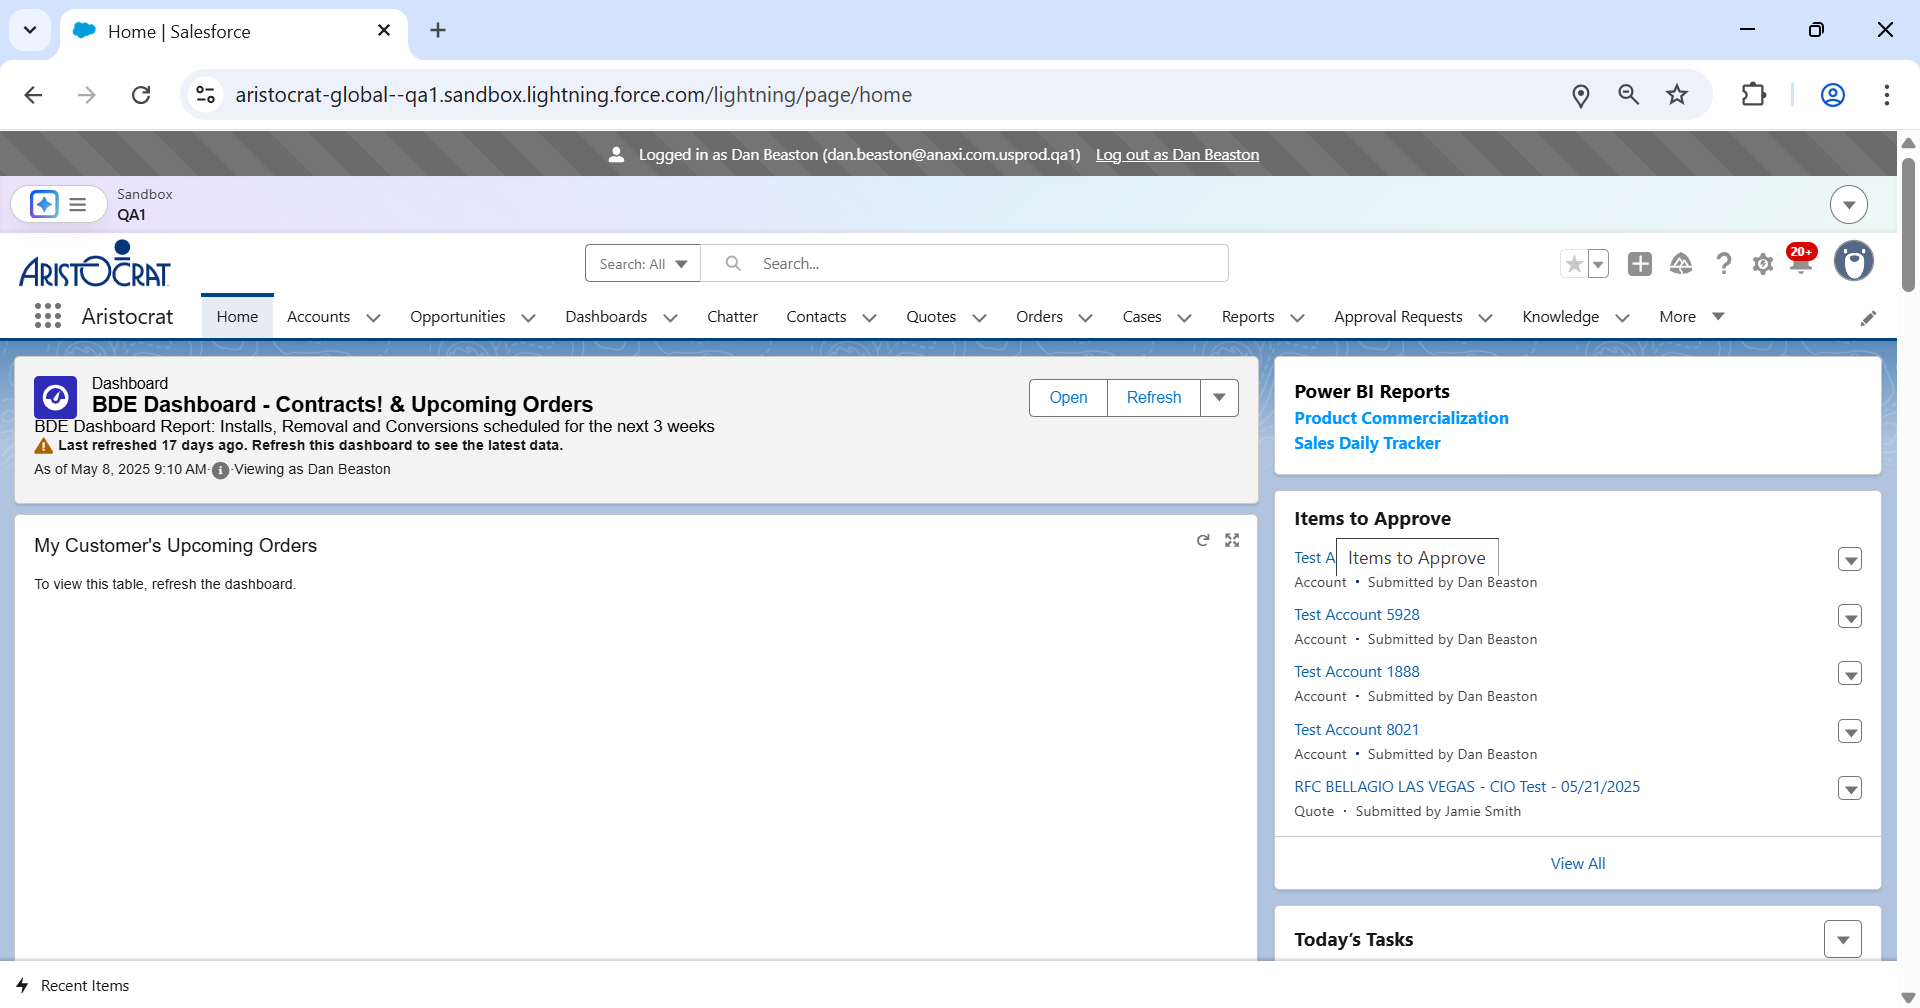 Home | Salesforce
aristocrat-global--qa1.sandbox.lightning.force.com/lightning/page/home
Logged in as Dan Beaston (dan.beaston@anaxi.com.usprod.qa1) Log out as Dan Beaston
Sandbox
QA1
ARISTOCRAT
Search: All
Search...
20+
Aristocrat
Home
Accounts
Opportunities
Dashboards
Chatter
Contacts
Quotes
Orders
Cases
Reports
Approval Requests
Knowledge
More
Dashboard
BDE Dashboard - Contracts! & Upcoming Orders
BDE Dashboard Report: Installs, Removal and Conversions scheduled for the next 3 weeks
Last refreshed 17 days ago. Refresh this dashboard to see the latest data.
As of May 8, 2025 9:10 AM·Viewing as Dan Beaston
Open
Refresh
My Customer's Upcoming Orders
To view this table, refresh the dashboard.
Power BI Reports
Product Commercialization
Sales Daily Tracker
Items to Approve
Test A
Items to Approve
Account • Submitted by Dan Beaston
Test Account 5928
Account • Submitted by Dan Beaston
Test Account 1888
Account • Submitted by Dan Beaston
Test Account 8021
Account • Submitted by Dan Beaston
RFC BELLAGIO LAS VEGAS - CIO Test - 05/21/2025
Quote • Submitted by Jamie Smith
View All
Today's Tasks
Recent Items